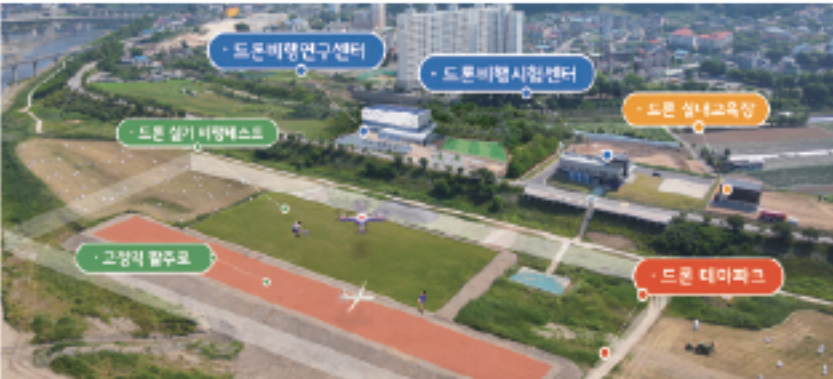 · 드론비행연구센터
· 드론비행시험센터
· 드론 실내교육장
· 드론 실기 비행테스트
· 고정익 활주로
· 드론 테마파크